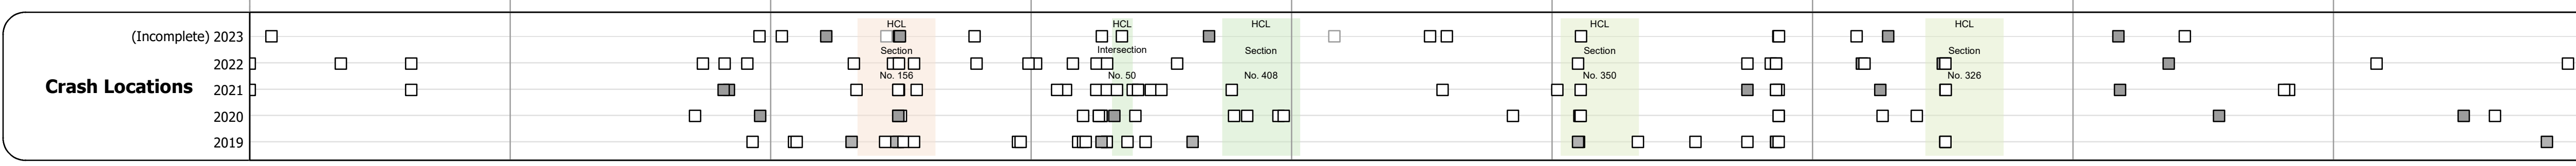 HCL HCL HCL HCL HCL
(Incomplete) 2023
Section Intersection Section Section Section
2022
No. 156 No. 50 No. 408 No. 350 No. 326
Crash Locations
2021
2020
2019